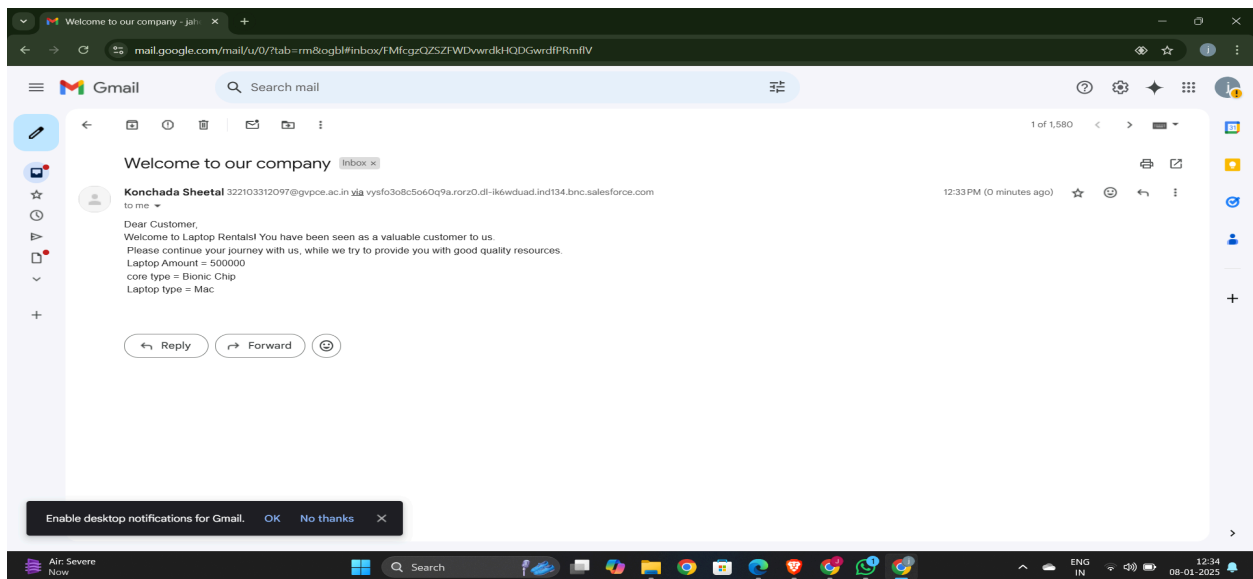 Welcome to our company - jah
mail.google.com/mail/u/0/?tab=rm&ogbl#inbox/FMfcgzQZSZFWDvwrdkHQDGwrdfPRmflV
Gmail
Search mail
1 of 1,580
Welcome to our company Inbox ×
Konchada Sheetal 322103312097@gvpce.ac.in via vysfo3o8c5o60q9a.rorz0.dl-ik6wduad.ind134.bnc.salesforce.com 12:33 PM (0 minutes ago)
to me
Dear Customer,
Welcome to Laptop Rentals! You have been seen as a valuable customer to us.
Please continue your journey with us, while we try to provide you with good quality resources.
Laptop Amount = 500000
core type = Bionic Chip
Laptop type = Mac
Reply Forward
Enable desktop notifications for Gmail. OK No thanks
Air: Severe
Now
Search
ENG
IN
12:34
08-01-2025